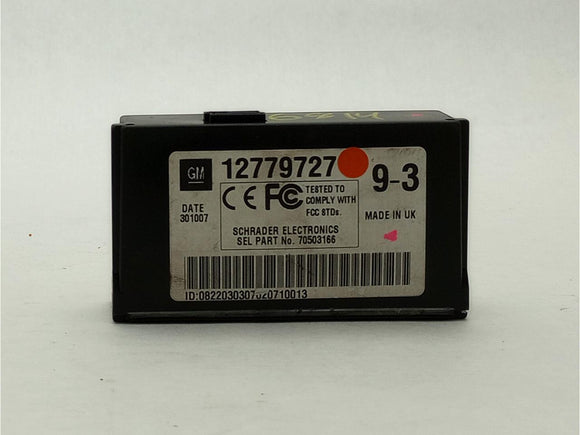 6814
GM 12779727 9-3
CE FC TESTED TO
COMPLY WITH
FCC STDs.
DATE
301007
MADE IN UK
SCHRADER ELECTRONICS
SEL PART No. 70503166